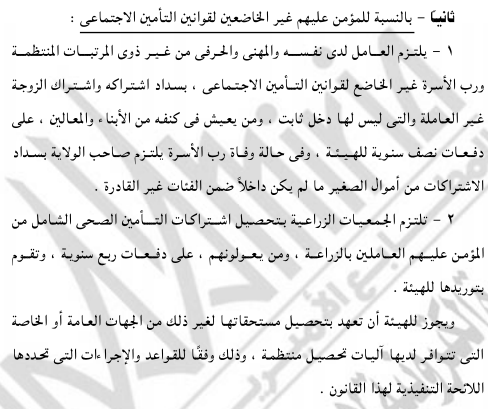 ثانيًا - بالنسبة للمؤمن عليهم غير الخاضعين لقوانين التأمين الاجتماعى :
١ - يلتزم العامل لدى نفسه والمهنى والحرفى من غير ذوى المرتبات المنتظمة
ورب الأسرة غير الخاضع لقوانين التأمين الاجتماعى ، بسداد اشتراكه واشتراك الزوجة
غير العاملة والتى ليس لها دخل ثابت ، ومن يعيش فى كنفه من الأبناء والمعالين ، على
دفعات نصف سنوية للهيئة ، وفى حالة وفاة رب الأسرة يلتزم صاحب الولاية بسداد
الاشتراكات من أموال الصغير ما لم يكن داخلاً ضمن الفئات غير القادرة .
٢ - تلتزم الجمعيات الزراعية بتحصيل اشتراكات التأمين الصحى الشامل من
المؤمن عليهم العاملين بالزراعة ، ومن يعولونهم ، على دفعات ربع سنوية ، وتقوم
بتوريدها للهيئة .
ويجوز للهيئة أن تعهد بتحصيل مستحقاتها لغير ذلك من الجهات العامة أو الخاصة
التى تتوافر لديها آليات تحصيل منتظمة ، وذلك وفقًا للقواعد والإجراءات التى تحددها
اللائحة التنفيذية لهذا القانون .